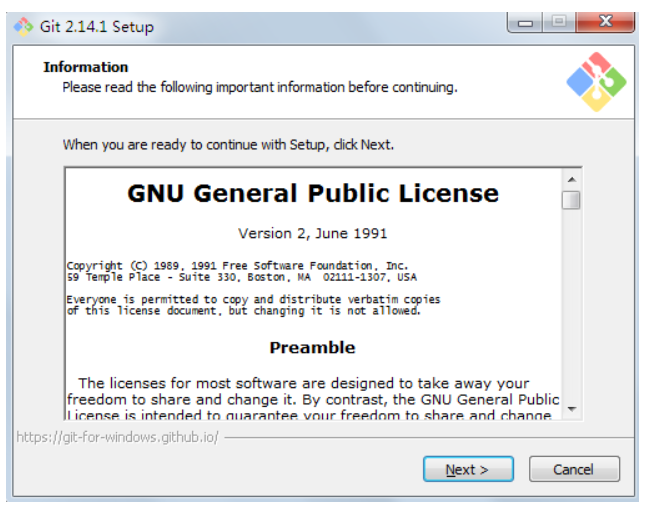 Git 2.14.1 Setup
Information
Please read the following important information before continuing.
When you are ready to continue with Setup, click Next.
GNU General Public License
Version 2, June 1991
Copyright (C) 1989, 1991 Free Software Foundation, Inc.
59 Temple Place - Suite 330, Boston, MA  02111-1307, USA
Everyone is permitted to copy and distribute verbatim copies
of this license document, but changing it is not allowed.
Preamble
The licenses for most software are designed to take away your
freedom to share and change it. By contrast, the GNU General Public
License is intended to guarantee your freedom to share and change
https://git-for-windows.github.io/
Next >
Cancel